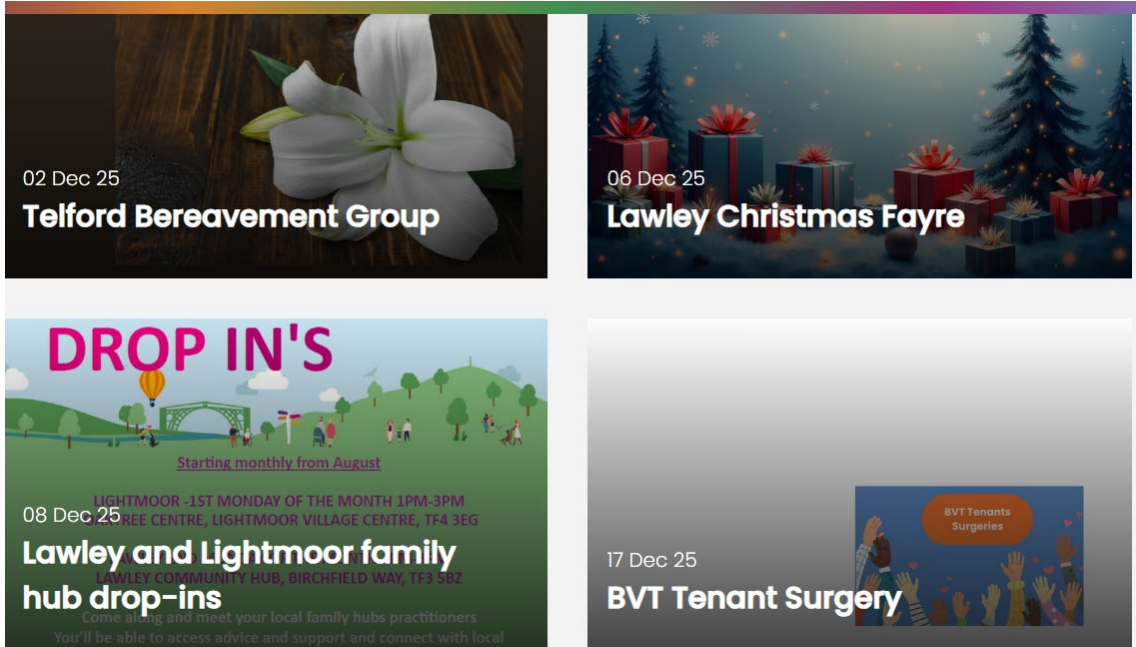 02 Dec 25
Telford Bereavement Group
06 Dec 25
Lawley Christmas Fayre
DROP IN'S
Starting monthly from August
LIGHTMOOR -1ST MONDAY OF THE MONTH 1PM-3PM
TREE CENTRE, LIGHTMOOR VILLAGE CENTRE, TF4 3EG
LAWLEY COMMUNITY HUB, BIRCHFIELD WAY, TF3 5BZ
Come along and meet your local family hubs practitioners
You'll be able to access advice and support and connect with local
08 Dec 25
Lawley and Lightmoor family
hub drop-ins
BVT Tenants
Surgeries
17 Dec 25
BVT Tenant Surgery